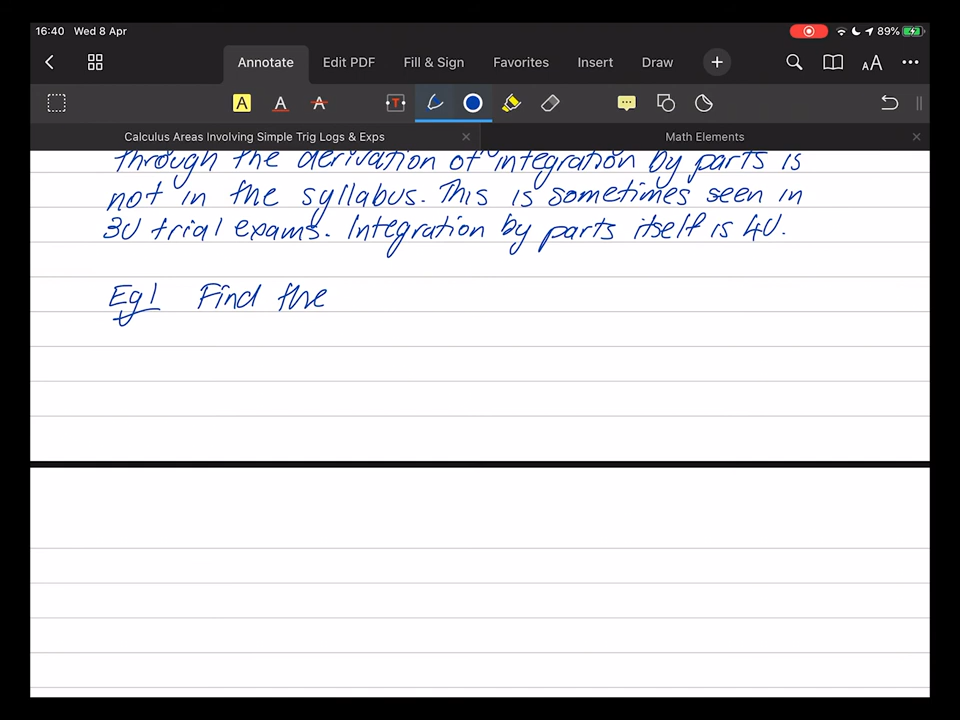 16:40 Wed 8 Apr 89%
Annotate Edit PDF Fill & Sign Favorites Insert Draw
Calculus Areas Involving Simple Trig Logs & Exps Math Elements
through the derivation of integration by parts is
not in the syllabus. This is sometimes seen in
3U trial exams. Integration by parts itself is 4U.
Eg1 Find the